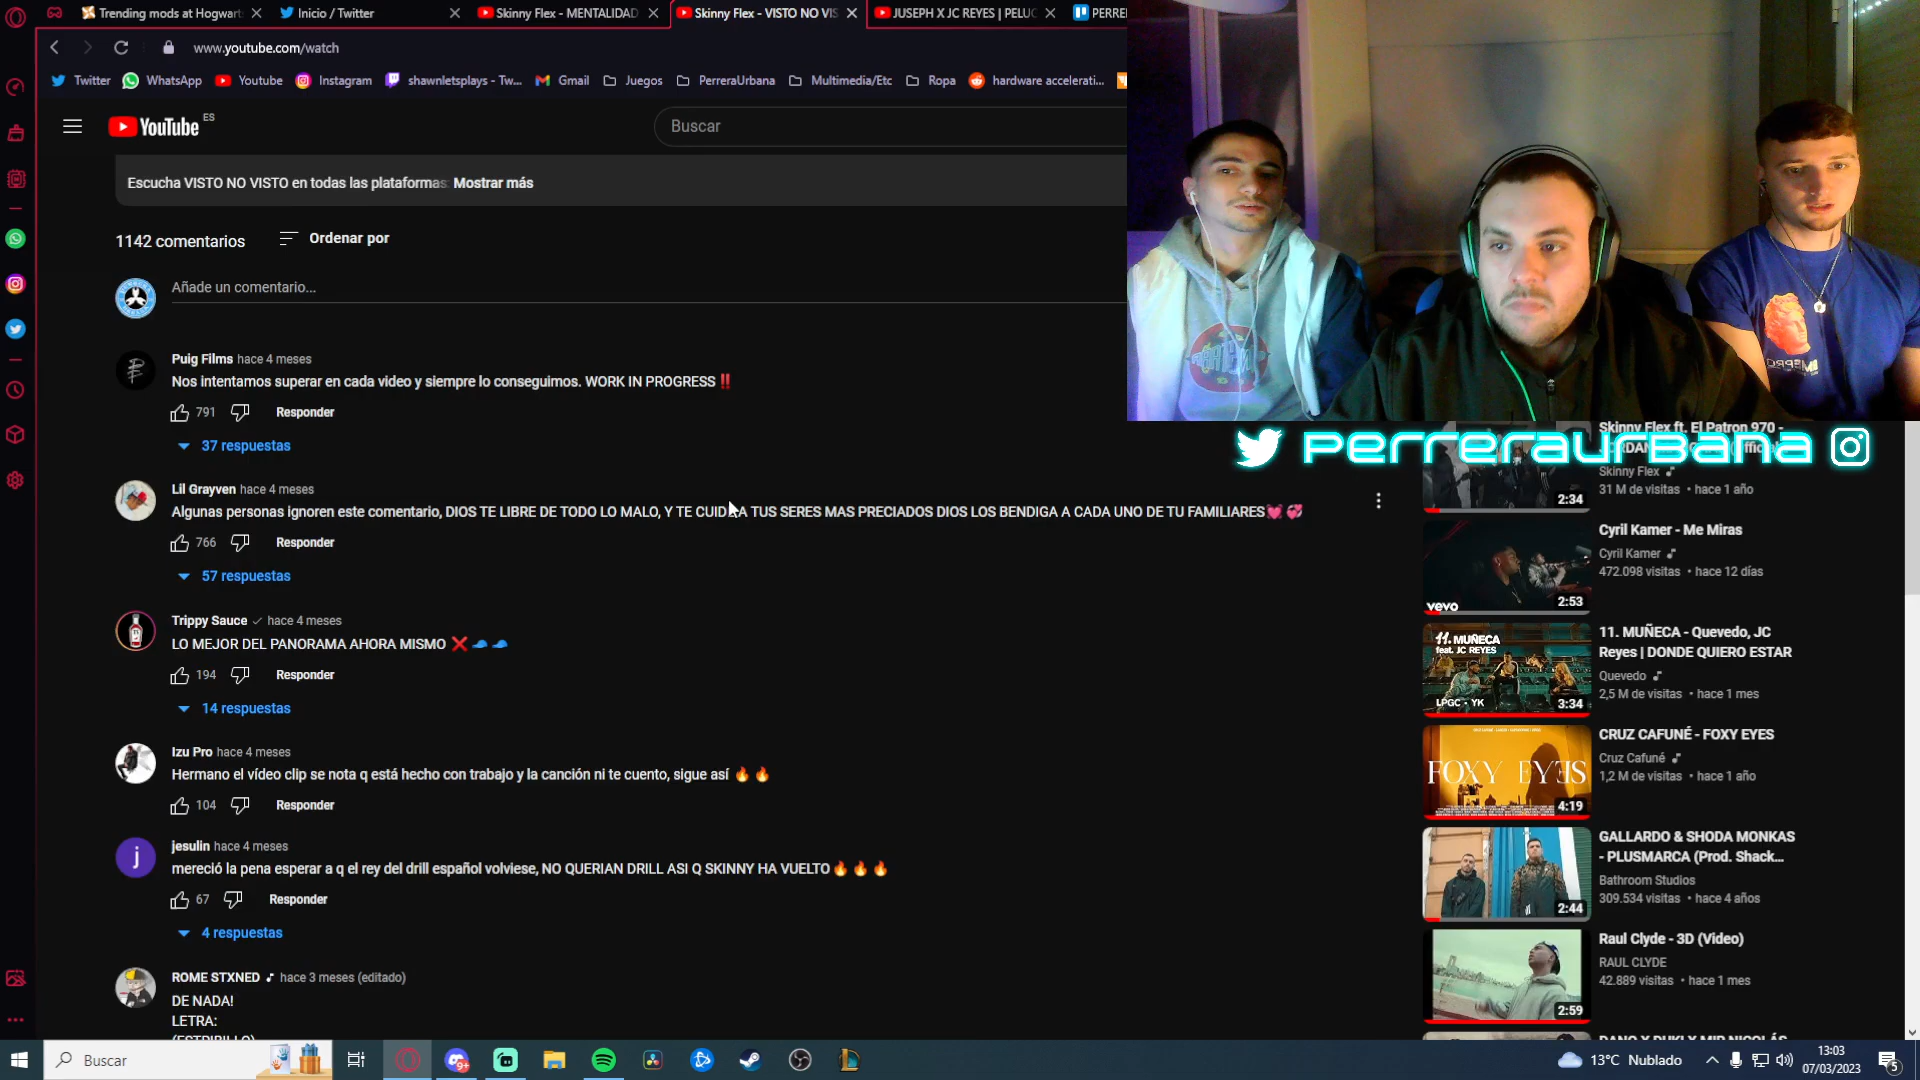 Trending mods at Hogwart
Inicio / Twitter
Skinny Flex - MENTALIDAD
Skinny Flex - VISTO NO VIS
JUSEPH X JC REYES | PELUC
PERRE
www.youtube.com/watch
Twitter
WhatsApp
Youtube
Instagram
shawnletsplays - Tw...
Gmail
Juegos
PerreraUrbana
Multimedia/Etc
Ropa
hardware accelerati...
YouTube ES
Buscar
Escucha VISTO NO VISTO en todas las plataformas: Mostrar más
1142 comentarios
Ordenar por
Añade un comentario...
Puig Films hace 4 meses
Nos intentamos superar en cada video y siempre lo conseguimos. WORK IN PROGRESS ‼️
791 Responder
37 respuestas
Lil Grayven hace 4 meses
Algunas personas ignoren este comentario, DIOS TE LIBRE DE TODO LO MALO, Y TE CUID A TUS SERES MAS PRECIADOS DIOS LOS BENDIGA A CADA UNO DE TU FAMILIARES💓 💞
766 Responder
57 respuestas
Trippy Sauce ✓ hace 4 meses
LO MEJOR DEL PANORAMA AHORA MISMO ❌ 🧢 🧢
194 Responder
14 respuestas
Izu Pro hace 4 meses
Hermano el vídeo clip se nota q está hecho con trabajo y la canción ni te cuento, sigue así 🔥 🔥
104 Responder
j
jesulin hace 4 meses
mereció la pena esperar a q el rey del drill español volviese, NO QUERIAN DRILL ASI Q SKINNY HA VUELTO 🔥 🔥 🔥
67 Responder
4 respuestas
ROME STXNED hace 3 meses (editado)
DE NADA!
LETRA:
(ESTRIBILLO)
perreraurbana
Skinny Flex ft. El Patron 970 -
Skinny Flex
31 M de visitas • hace 1 año
2:34
Cyril Kamer - Me Miras
Cyril Kamer
472.098 visitas • hace 12 días
vevo
2:53
11. MUÑECA - Quevedo, JC
Reyes | DONDE QUIERO ESTAR
Quevedo
2,5 M de visitas • hace 1 mes
11. MUÑECA
feat. JC REYES
LPGC - YK
3:34
CRUZ CAFUNÉ - FOXY EYES
Cruz Cafuné
1,2 M de visitas • hace 1 año
FOXY EYES
4:19
GALLARDO & SHODA MONKAS
- PLUSMARCA (Prod. Shack...
Bathroom Studios
309.534 visitas • hace 4 años
2:44
Raul Clyde - 3D (Video)
RAUL CLYDE
42.889 visitas • hace 1 mes
2:59
Buscar
9+
13°C Nublado
13:03
07/03/2023
5